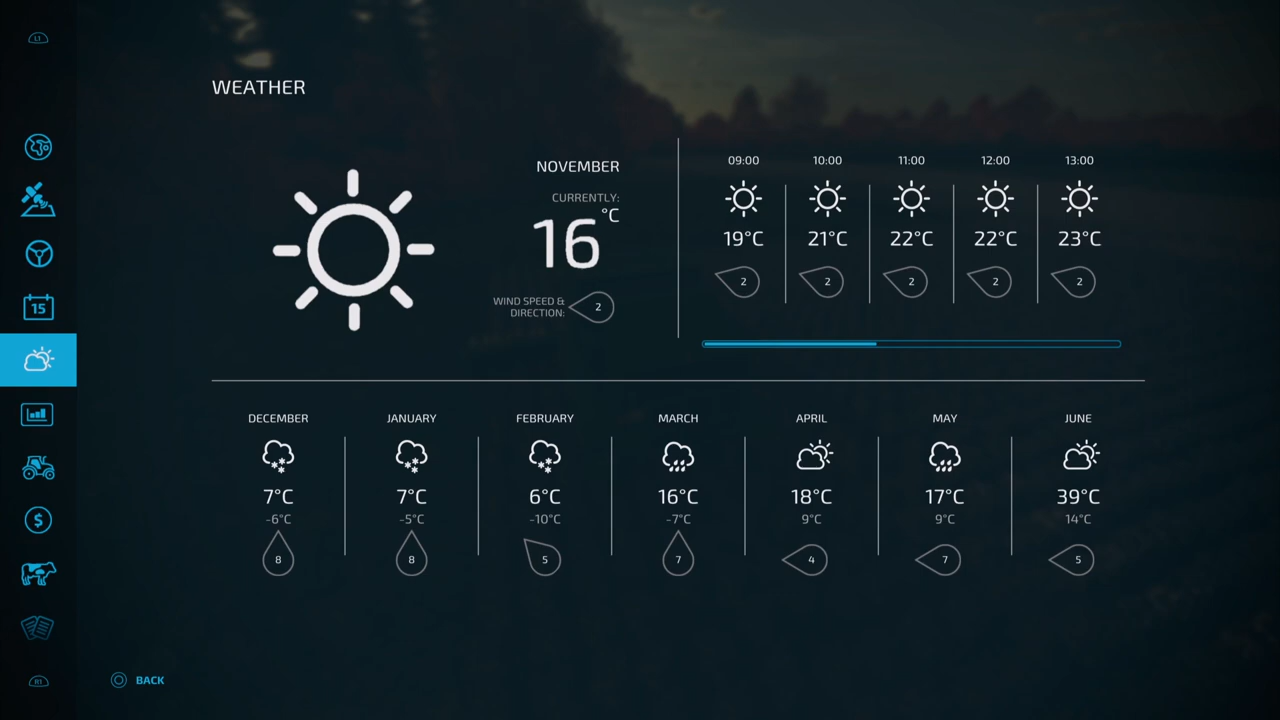 L1
WEATHER
NOVEMBER
CURRENTLY:
16 °C
WIND SPEED &
DIRECTION:
2
09:00 10:00 11:00 12:00 13:00
19°C 21°C 22°C 22°C 23°C
2 2 2 2 2
15
DECEMBER JANUARY FEBRUARY MARCH APRIL MAY JUNE
7°C 7°C 6°C 16°C 18°C 17°C 39°C
-6°C -5°C -10°C -7°C 9°C 9°C 14°C
8 8 5 7 4 7 5
$
BACK
R1